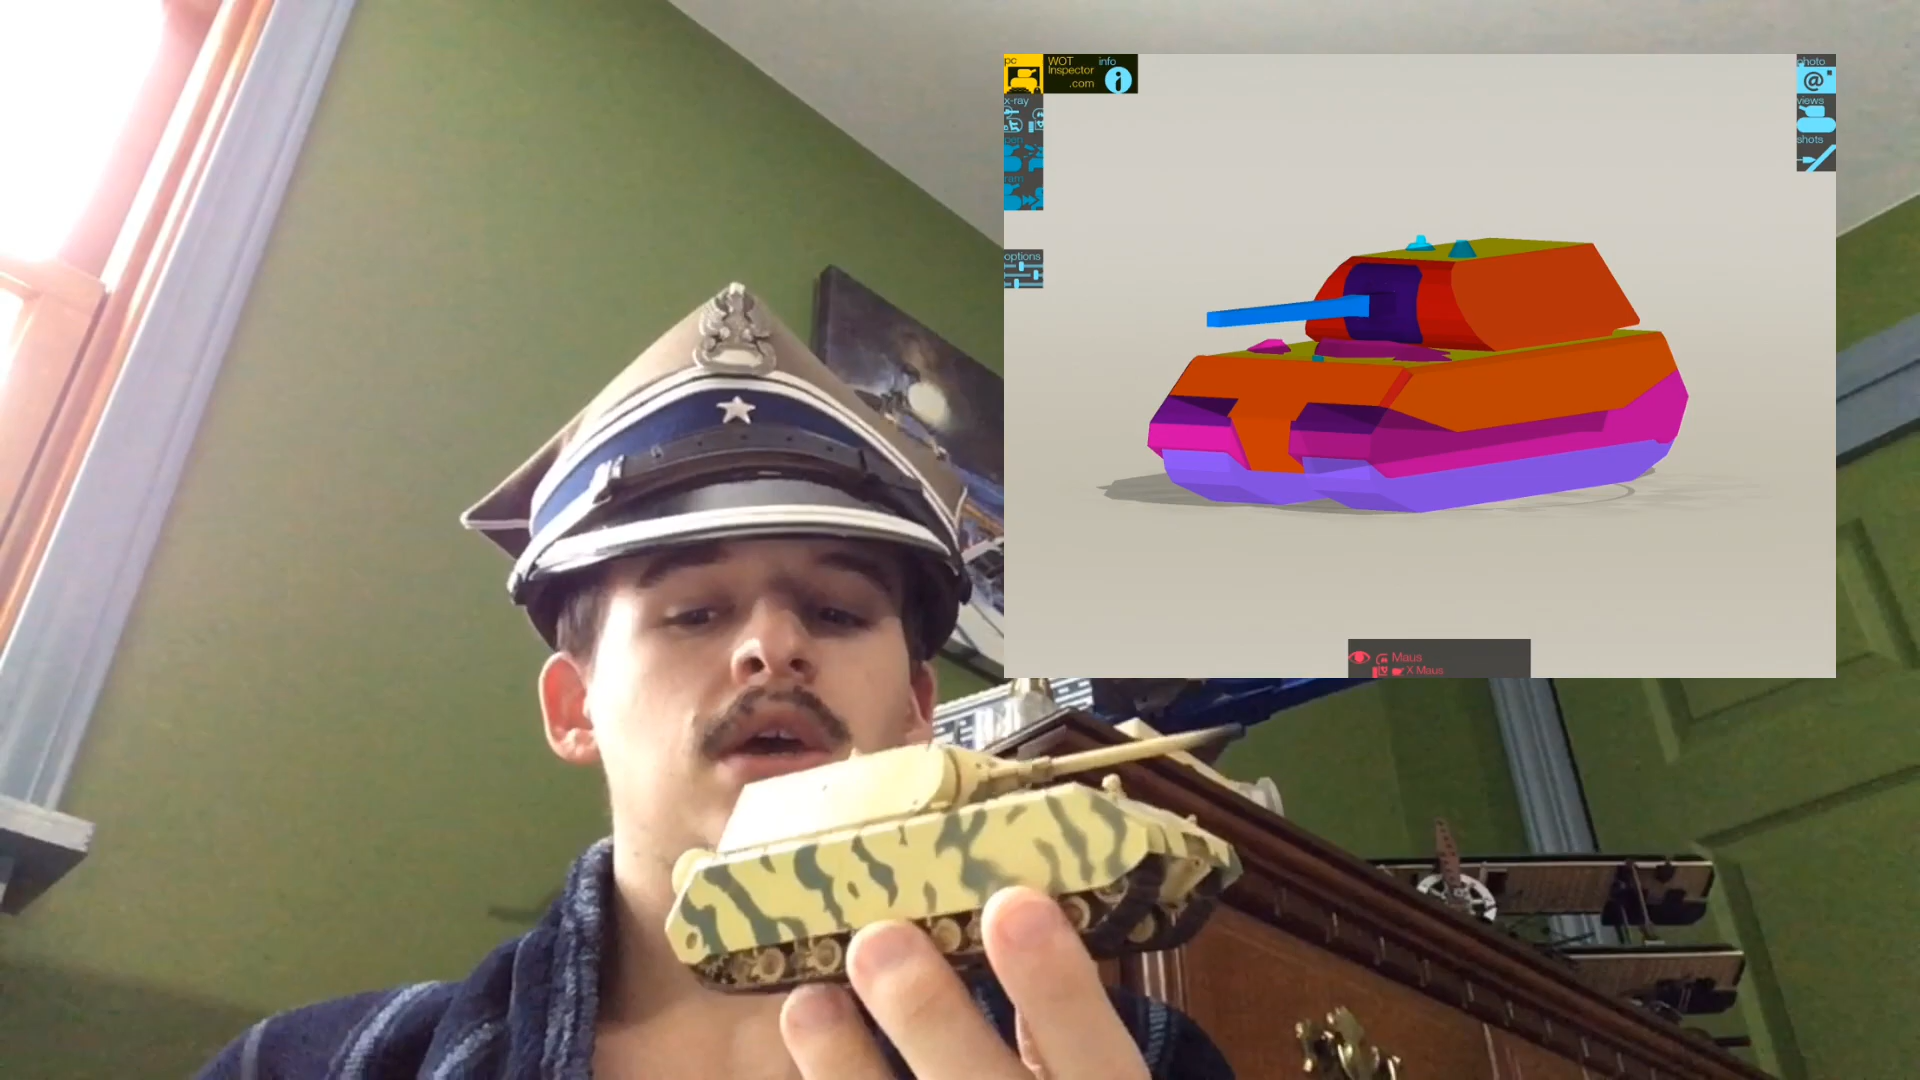 pc
WOT
Inspector
.com
info
x-ray
options
photo
views
shots
Maus
X Maus